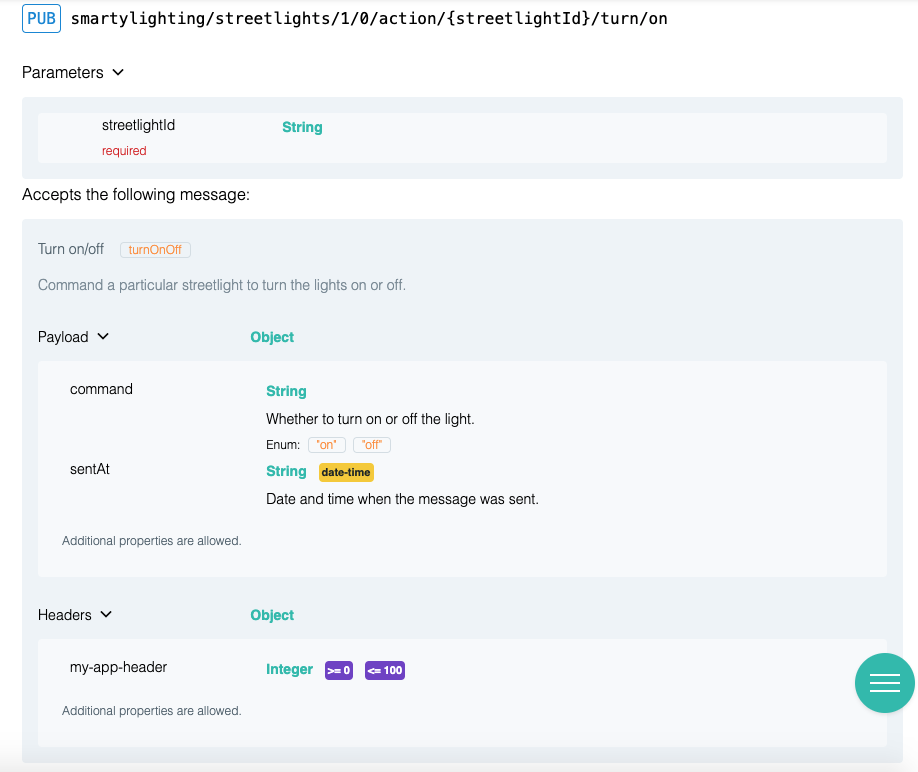 PUB smartylighting/streetlights/1/0/action/{streetlightId}/turn/on
Parameters
streetlightId String
required
Accepts the following message:
Turn on/off turnOnOff
Command a particular streetlight to turn the lights on or off.
Payload Object
command String
Whether to turn on or off the light.
Enum: "on" "off"
sentAt String date-time
Date and time when the message was sent.
Additional properties are allowed.
Headers Object
my-app-header Integer >= 0 <= 100
Additional properties are allowed.